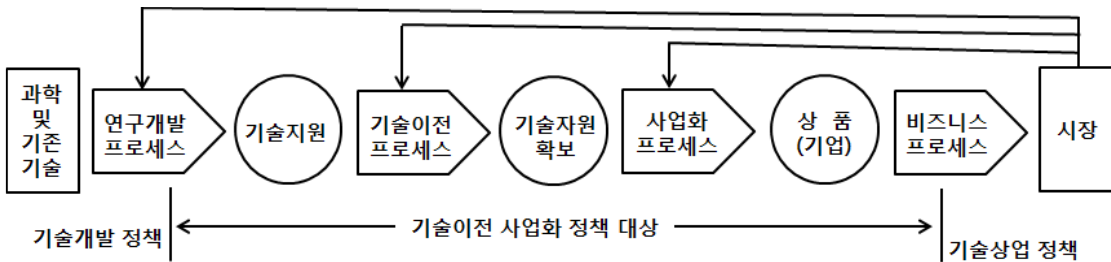 과학
및
기존
기술
연구개발
프로세스
기술지원
기술이전
프로세스
기술자원
확보
사업화
프로세스
상 품
(기업)
비즈니스
프로세스
시장
기술개발 정책
기술이전 사업화 정책 대상
기술상업 정책